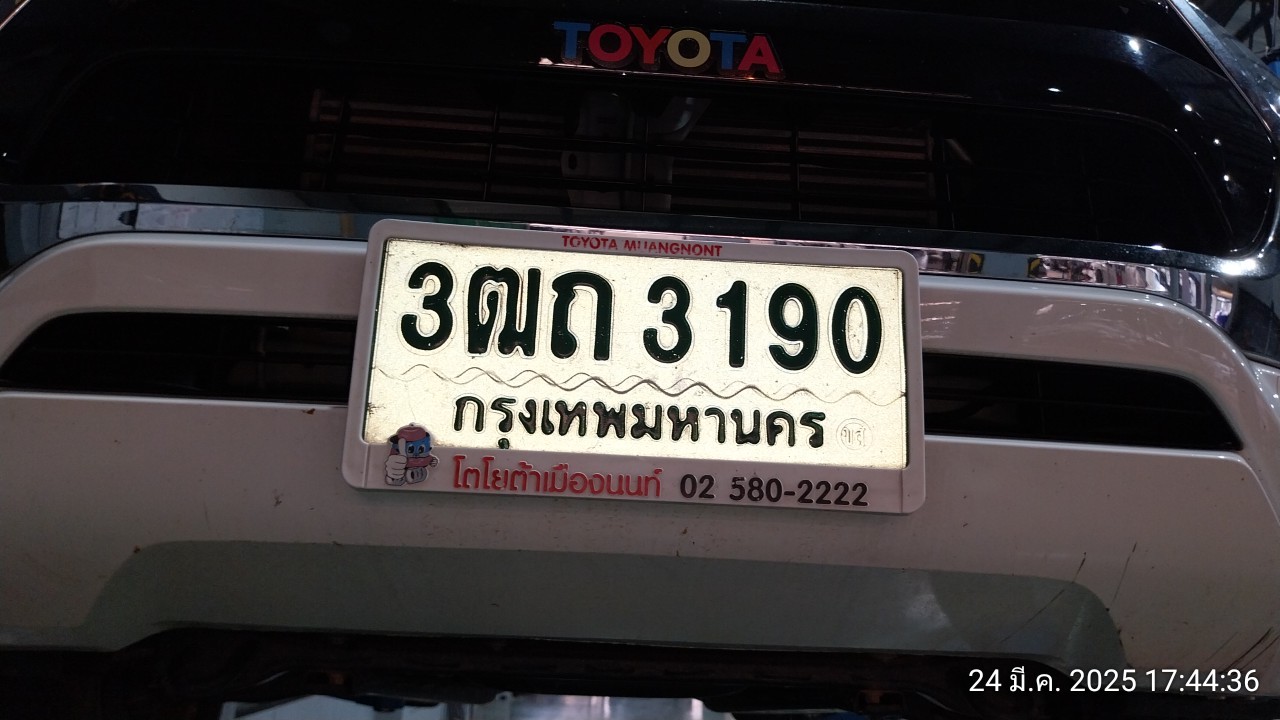 TOYOTA
TOYOTA MUANGNONT
3ฒถ 3190
กรุงเทพมหานคร
โตโยต้าเมืองนนท์ 02 580-2222
24 มี.ค. 2025 17:44:36